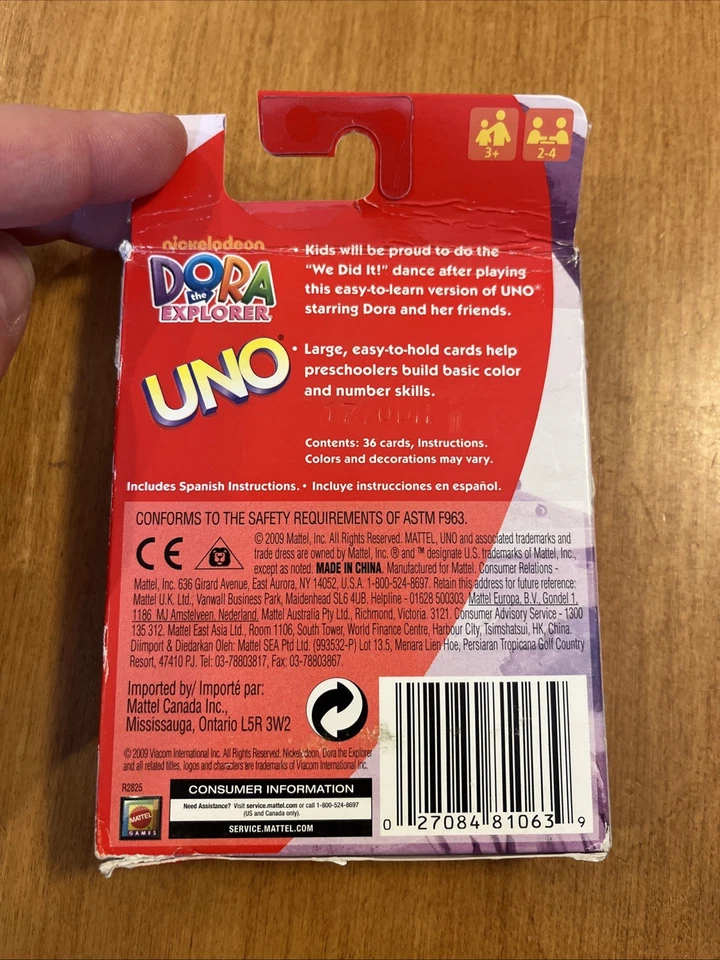 3+
2-4
nickelodeon
DORA
the
EXPLORER
• Kids will be proud to do the
"We Did It!" dance after playing
this easy-to-learn version of UNO®
starring Dora and her friends.
UNO®
• Large, easy-to-hold cards help
preschoolers build basic color
and number skills.
Contents: 36 cards, Instructions.
Colors and decorations may vary.
Includes Spanish Instructions. • Incluye instrucciones en español.
CONFORMS TO THE SAFETY REQUIREMENTS OF ASTM F963.
CE
© 2009 Mattel, Inc. All Rights Reserved. MATTEL, UNO and associated trademarks and
trade dress are owned by Mattel, Inc. ® and ™ designate U.S. trademarks of Mattel, Inc.,
except as noted. MADE IN CHINA. Manufactured for Mattel. Consumer Relations -
Mattel, Inc. 636 Girard Avenue, East Aurora, NY 14052, U.S.A. 1-800-524-8697. Retain this address for future reference:
Mattel U.K. Ltd., Vanwall Business Park, Maidenhead SL6 4UB. Helpline - 01628 500303. Mattel Europa, B.V., Gondel 1,
1186 MJ Amstelveen, Nederland. Mattel Australia Pty Ltd., Richmond, Victoria. 3121. Consumer Advisory Service - 1300
135 312. Mattel East Asia Ltd., Room 1106, South Tower, World Finance Centre, Harbour City, Tsimshatsui, HK, China.
Diimport & Diedarkan Oleh: Mattel SEA Ptd Ltd. (993532-P) Lot 13.5, Menara Lien Hoe, Persiaran Tropicana Golf Country
Resort, 47410 PJ. Tel: 03-78803817, Fax: 03-78803867.
Imported by/ Importé par:
Mattel Canada Inc.,
Mississauga, Ontario L5R 3W2
© 2009 Viacom International Inc. All Rights Reserved. Nickelodeon, Dora the Explorer
and all related titles, logos and characters are trademarks of Viacom International Inc.
R2825
MATTEL
GAMES
CONSUMER INFORMATION
Need Assistance? Visit service.mattel.com or call 1-800-524-8697
(US and Canada only).
SERVICE.MATTEL.COM
0 27084 81063 9